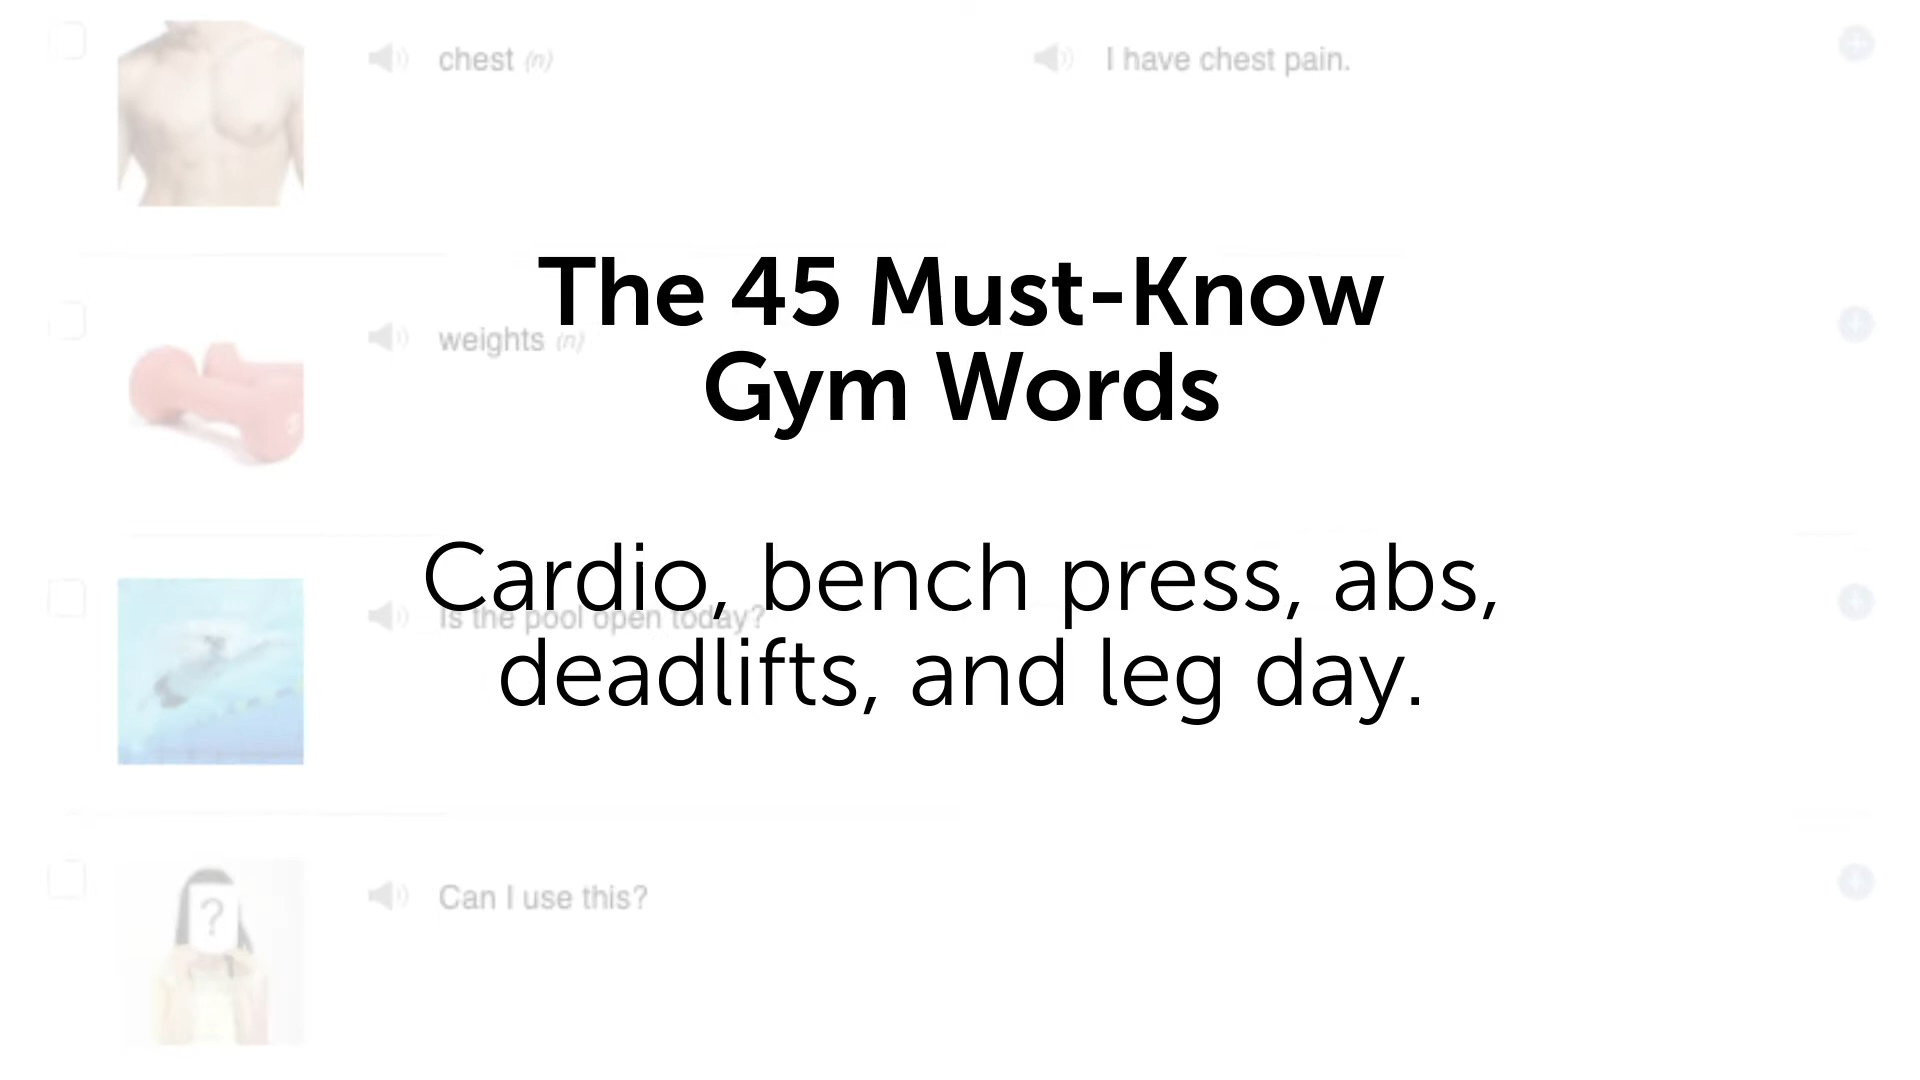 chest (n)
I have chest pain.
The 45 Must-Know
Gym Words
weights (n)
Cardio, bench press, abs,
Is the pool open today?
deadlifts, and leg day.
Can I use this?
?